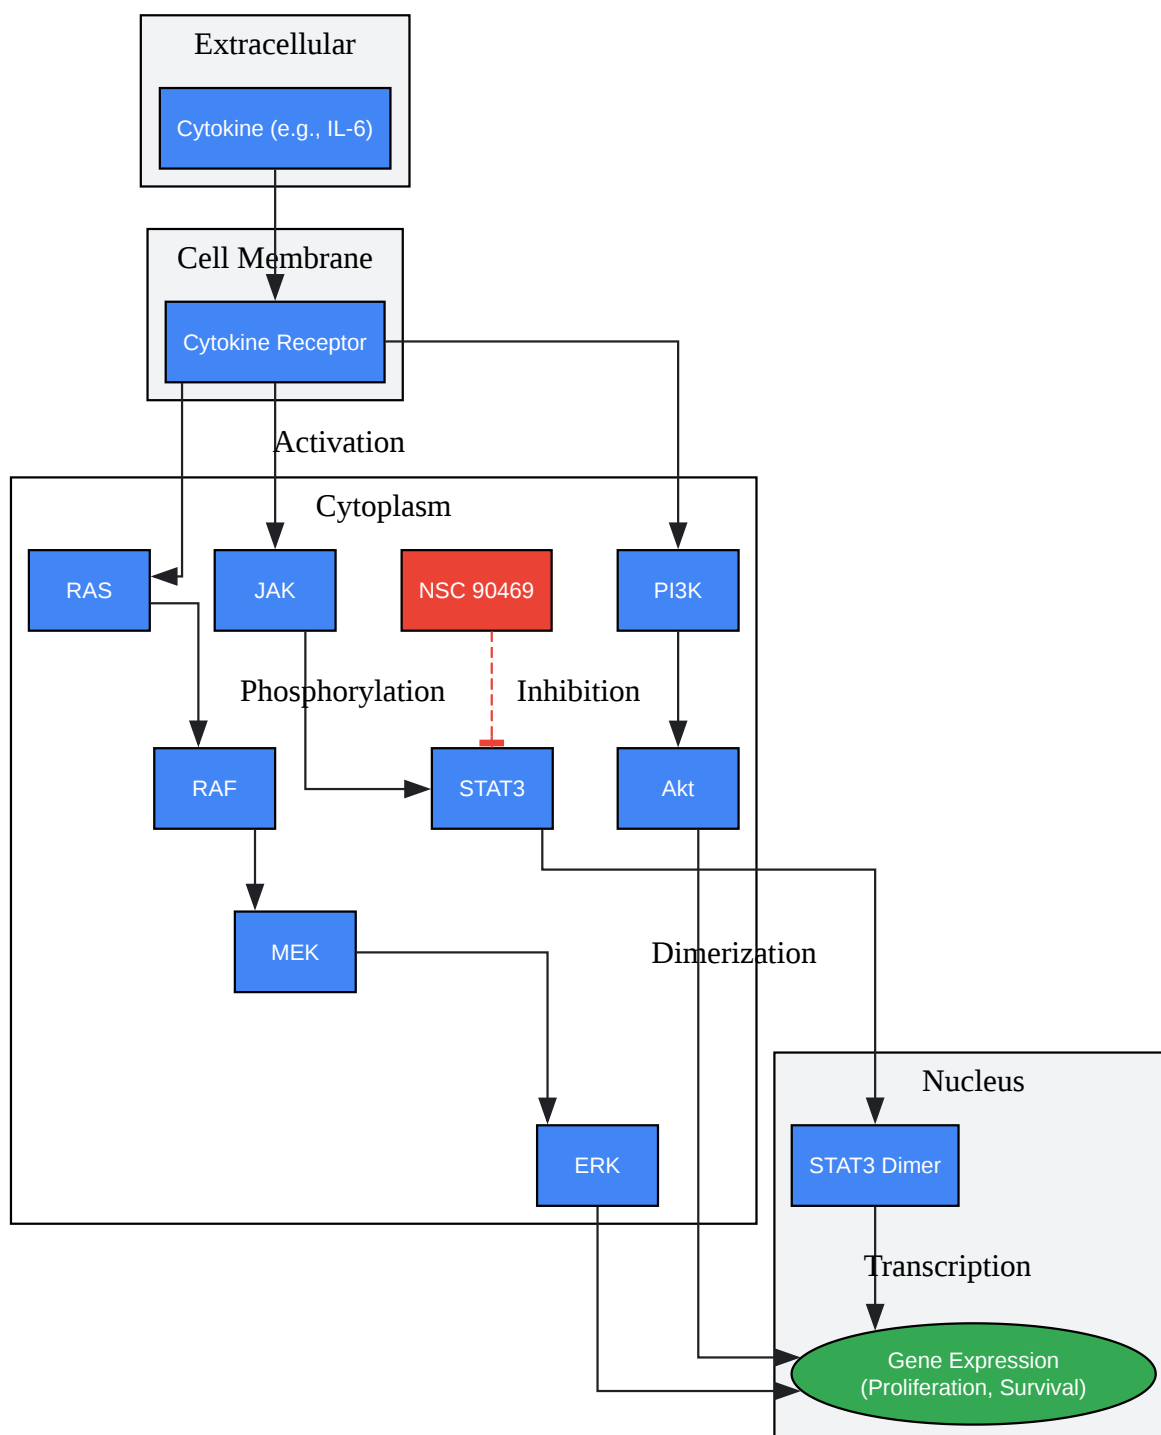 Extracellular
Cytokine (e.g., IL-6)
Cell Membrane
Cytokine Receptor
Activation
Cytoplasm
RAS
JAK
NSC 90469
PI3K
Phosphorylation
Inhibition
RAF
STAT3
Akt
MEK
Dimerization
Nucleus
ERK
STAT3 Dimer
Transcription
Gene Expression
(Proliferation, Survival)